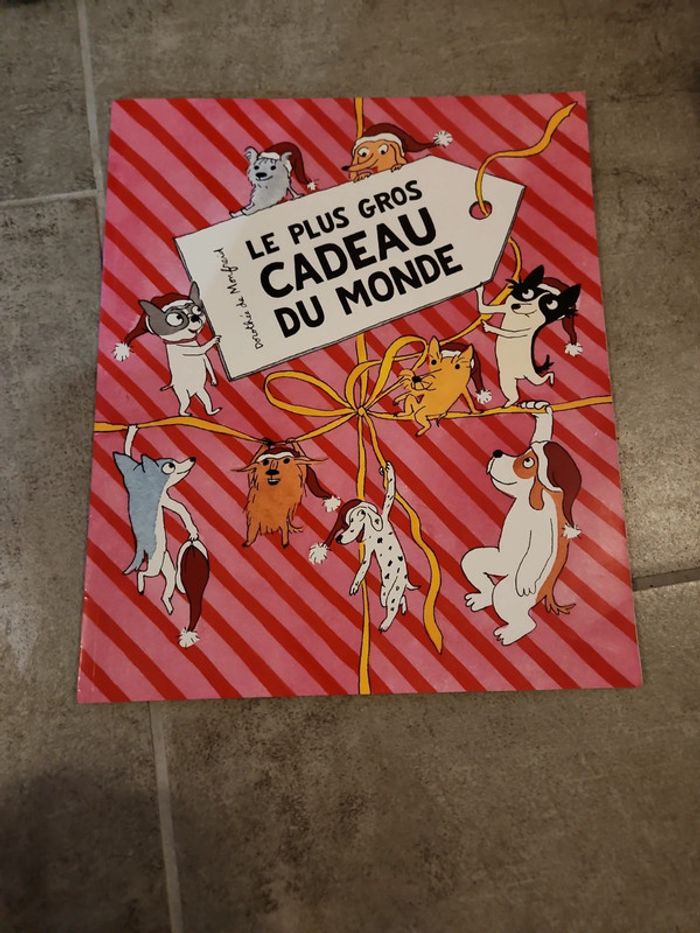 LE PLUS GROS
CADEAU
DU MONDE
Dorothée de Monfreid